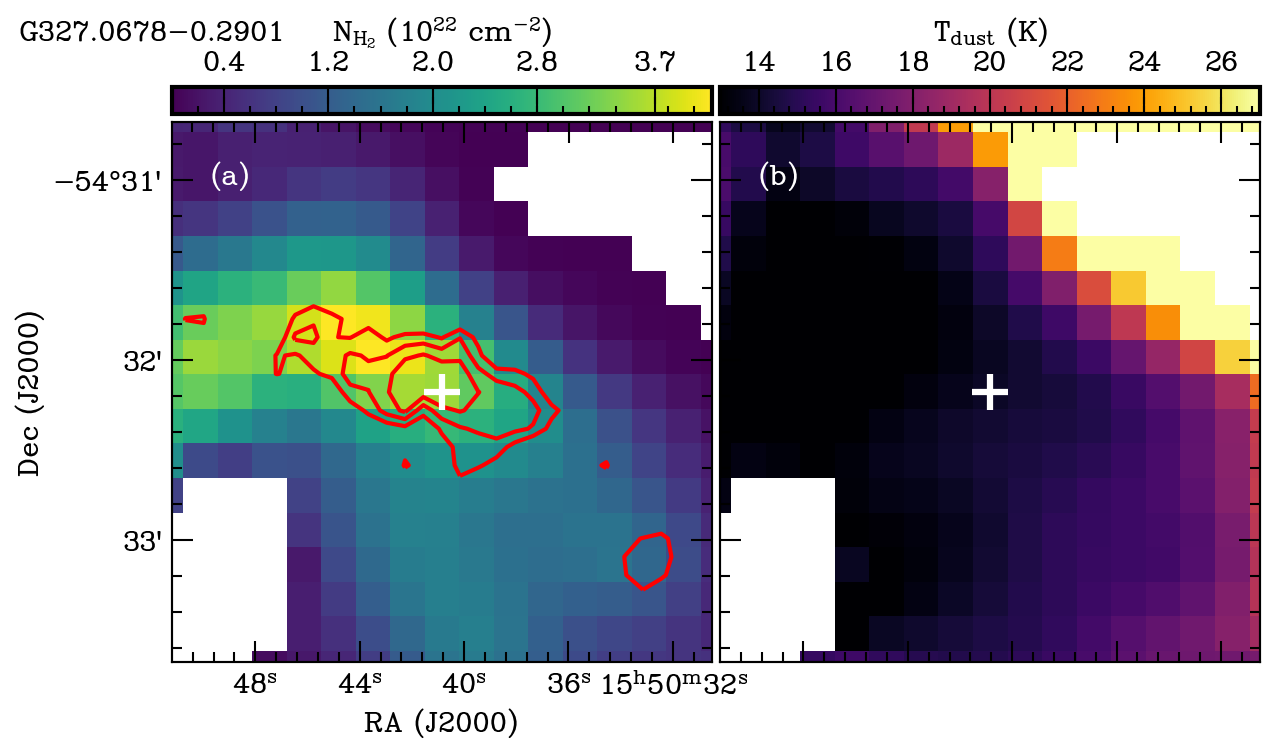 G327.0678−0.2901 N_H₂ (10²² cm⁻²) T_dust (K)
0.4 1.2 2.0 2.8 3.7 14 16 18 20 22 24 26
(a) (b)
−54°31'
32'
33'
Dec (J2000)
48ˢ 44ˢ 40ˢ 36ˢ 15ʰ50ᵐ32ˢ
RA (J2000)